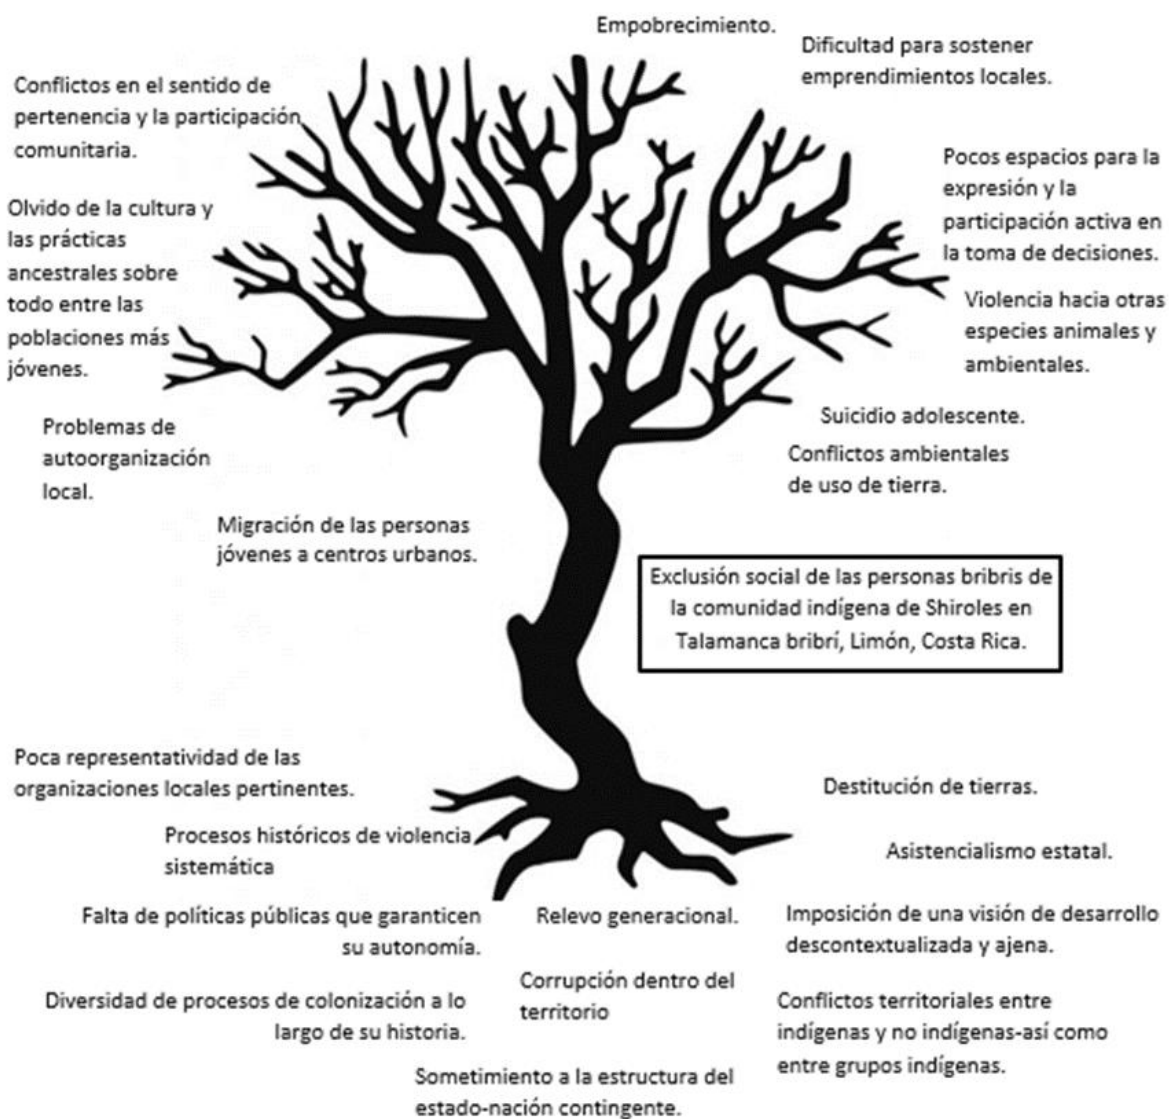 Empobrecimiento.
Dificultad para sostener
emprendimientos locales.
Conflictos en el sentido de
pertenencia y la participación
comunitaria.
Pocos espacios para la
expresión y la
participación activa en
la toma de decisiones.
Olvido de la cultura y
las prácticas
ancestrales sobre
todo entre las
poblaciones más
jóvenes.
Violencia hacia otras
especies animales y
ambientales.
Suicidio adolescente.
Problemas de
autoorganización
local.
Conflictos ambientales
de uso de tierra.
Migración de las personas
jóvenes a centros urbanos.
Exclusión social de las personas bribris de
la comunidad indígena de Shiroles en
Talamanca bribrí, Limón, Costa Rica.
Poca representatividad de las
organizaciones locales pertinentes.
Destitución de tierras.
Procesos históricos de violencia
sistemática
Asistencialismo estatal.
Falta de políticas públicas que garanticen
su autonomía.
Relevo generacional.
Imposición de una visión de desarrollo
descontextualizada y ajena.
Corrupción dentro del
territorio
Diversidad de procesos de colonización a lo
largo de su historia.
Conflictos territoriales entre
indígenas y no indígenas-así como
entre grupos indígenas.
Sometimiento a la estructura del
estado-nación contingente.